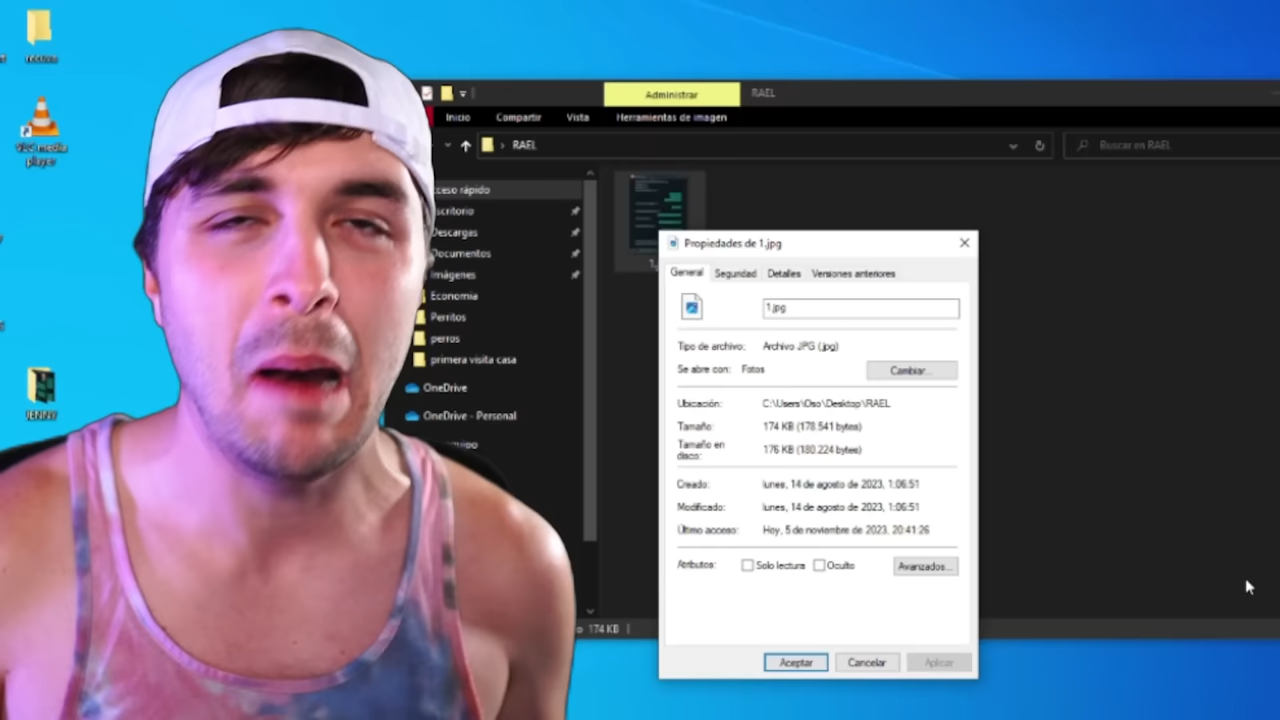 VLC media
player
JENNY
Administrar
RAEL
Inicio
Compartir
Vista
Herramientas de imagen
RAEL
Buscar en RAEL
cceso rápido
scritorio
Descargas
Documentos
Imágenes
Economia
Perritos
perros
primera visita casa
OneDrive
OneDrive - Personal
quipo
174 KB
Propiedades de 1.jpg
General
Seguridad
Detalles
Versiones anteriores
1.jpg
Tipo de archivo: Archivo JPG (.jpg)
Se abre con: Fotos
Cambiar...
Ubicación: C:\Users\Oso\Desktop\RAEL
Tamaño: 174 KB (178.541 bytes)
Tamaño en
disco: 176 KB (180.224 bytes)
Creado: lunes, 14 de agosto de 2023, 1:06:51
Modificado: lunes, 14 de agosto de 2023, 1:06:51
Último acceso: Hoy, 5 de noviembre de 2023, 20:41:26
Atributos: Solo lectura Oculto
Avanzados...
Aceptar
Cancelar
Aplicar